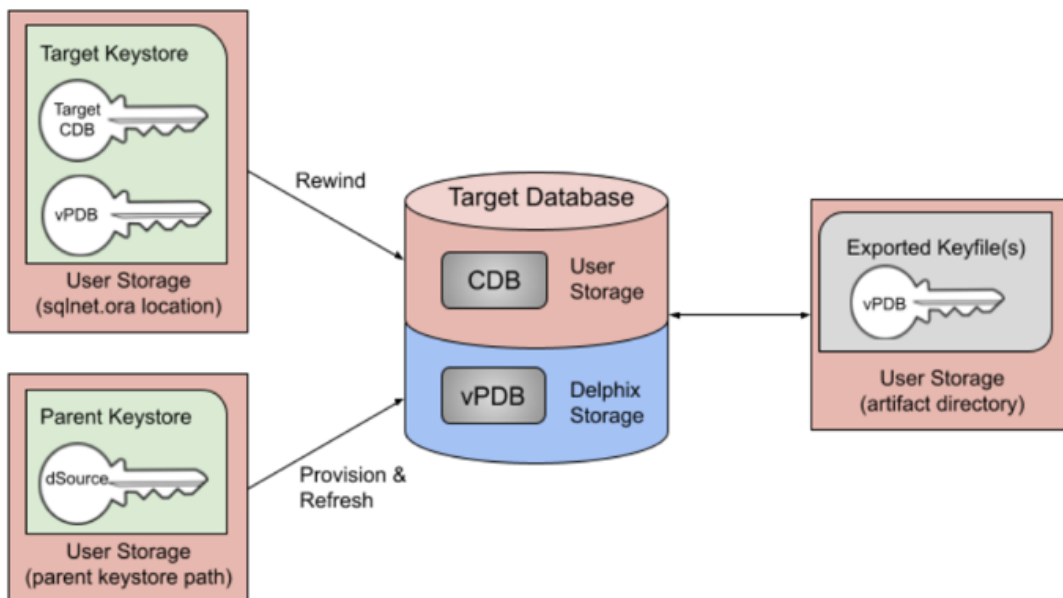 Target Keystore
Target
CDB
vPDB
User Storage
(sqlnet.ora location)
Rewind
Parent Keystore
dSource
User Storage
(parent keystore path)
Provision &
Refresh
Target Database
CDB
User
Storage
vPDB
Delphix
Storage
Exported Keyfile(s)
vPDB
User Storage
(artifact directory)